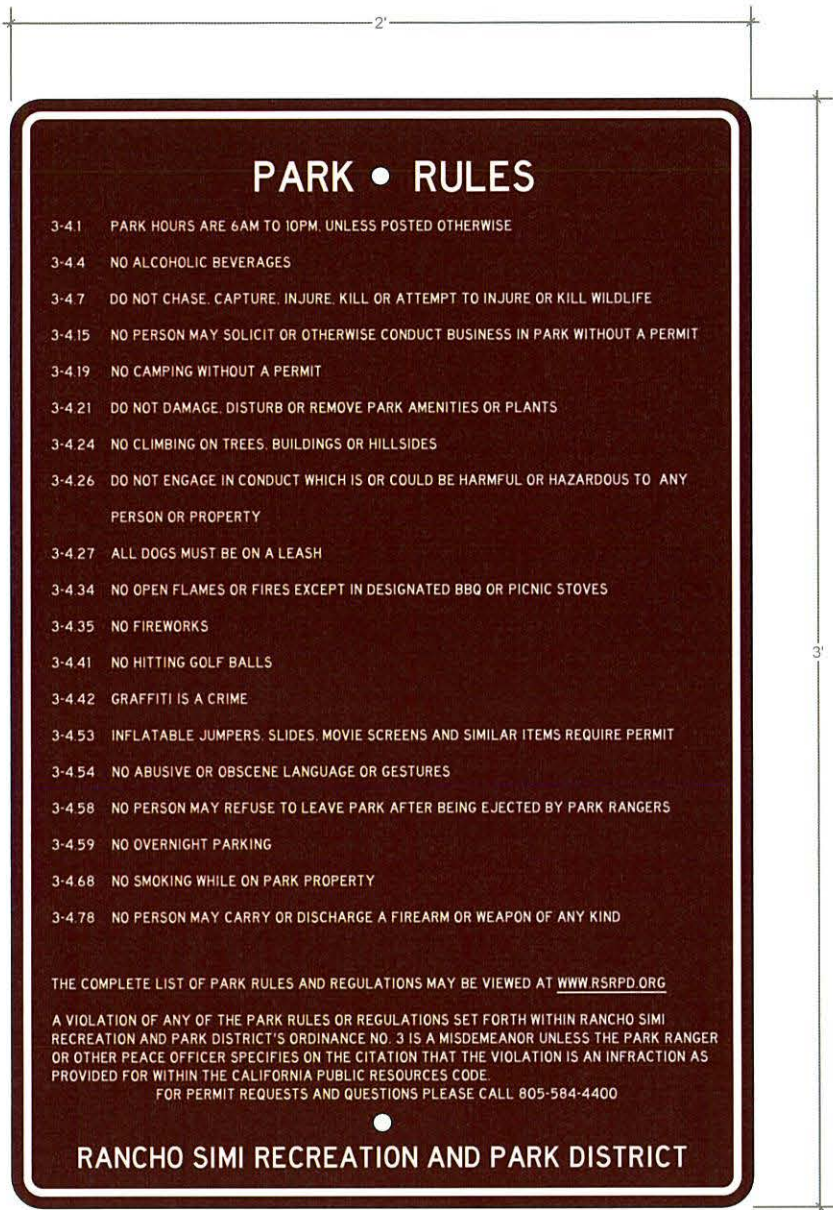 2'
PARK • RULES
3-4.1 PARK HOURS ARE 6AM TO 10PM, UNLESS POSTED OTHERWISE
3-4.4 NO ALCOHOLIC BEVERAGES
3-4.7 DO NOT CHASE, CAPTURE, INJURE, KILL OR ATTEMPT TO INJURE OR KILL WILDLIFE
3-4.15 NO PERSON MAY SOLICIT OR OTHERWISE CONDUCT BUSINESS IN PARK WITHOUT A PERMIT
3-4.19 NO CAMPING WITHOUT A PERMIT
3-4.21 DO NOT DAMAGE, DISTURB OR REMOVE PARK AMENITIES OR PLANTS
3-4.24 NO CLIMBING ON TREES, BUILDINGS OR HILLSIDES
3-4.26 DO NOT ENGAGE IN CONDUCT WHICH IS OR COULD BE HARMFUL OR HAZARDOUS TO ANY
PERSON OR PROPERTY
3-4.27 ALL DOGS MUST BE ON A LEASH
3-4.34 NO OPEN FLAMES OR FIRES EXCEPT IN DESIGNATED BBQ OR PICNIC STOVES
3-4.35 NO FIREWORKS
3-4.41 NO HITTING GOLF BALLS
3-4.42 GRAFFITI IS A CRIME
3-4.53 INFLATABLE JUMPERS, SLIDES, MOVIE SCREENS AND SIMILAR ITEMS REQUIRE PERMIT
3-4.54 NO ABUSIVE OR OBSCENE LANGUAGE OR GESTURES
3-4.58 NO PERSON MAY REFUSE TO LEAVE PARK AFTER BEING EJECTED BY PARK RANGERS
3-4.59 NO OVERNIGHT PARKING
3-4.68 NO SMOKING WHILE ON PARK PROPERTY
3-4.78 NO PERSON MAY CARRY OR DISCHARGE A FIREARM OR WEAPON OF ANY KIND
THE COMPLETE LIST OF PARK RULES AND REGULATIONS MAY BE VIEWED AT WWW.RSRPD.ORG
A VIOLATION OF ANY OF THE PARK RULES OR REGULATIONS SET FORTH WITHIN RANCHO SIMI
RECREATION AND PARK DISTRICT'S ORDINANCE NO. 3 IS A MISDEMEANOR UNLESS THE PARK RANGER
OR OTHER PEACE OFFICER SPECIFIES ON THE CITATION THAT THE VIOLATION IS AN INFRACTION AS
PROVIDED FOR WITHIN THE CALIFORNIA PUBLIC RESOURCES CODE.
FOR PERMIT REQUESTS AND QUESTIONS PLEASE CALL 805-584-4400
RANCHO SIMI RECREATION AND PARK DISTRICT
3'